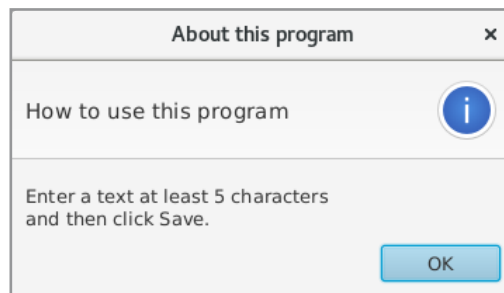 About this program
How to use this program
Enter a text at least 5 characters
and then click Save.
OK